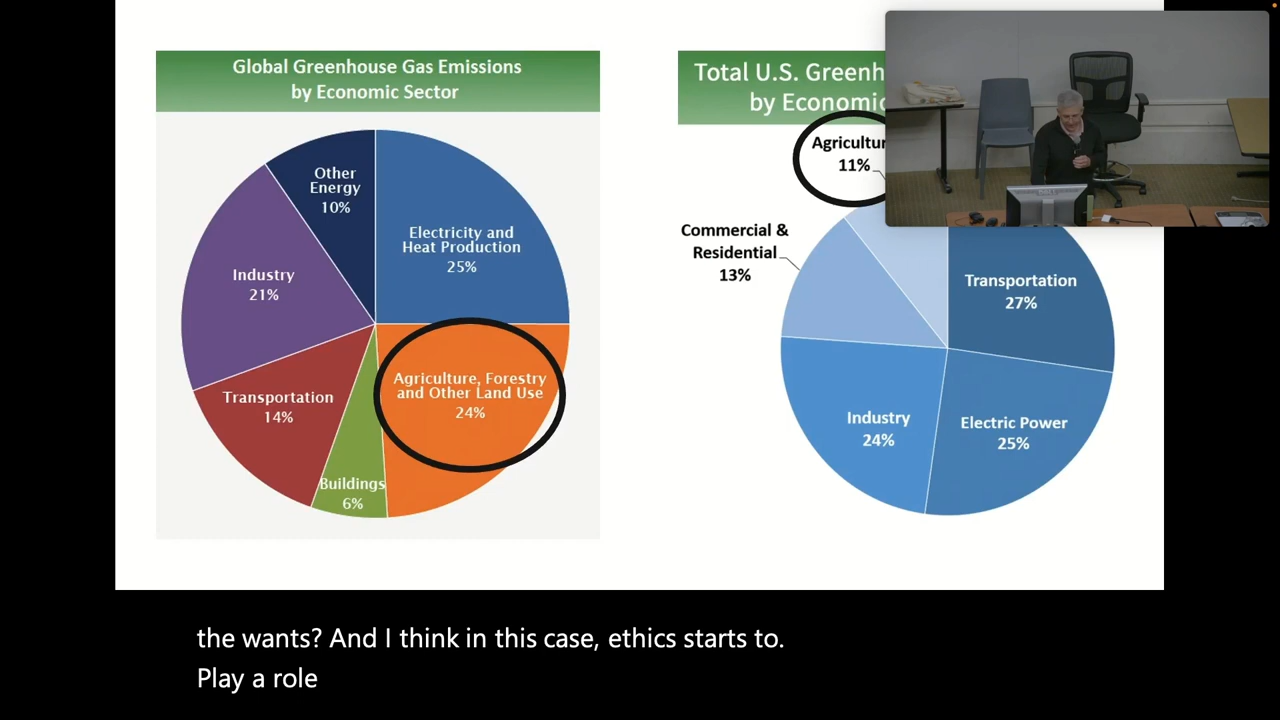 Global Greenhouse Gas Emissions
by Economic Sector
Other
Energy
10%
Electricity and
Heat Production
25%
Industry
21%
Agriculture, Forestry
and Other Land Use
24%
Transportation
14%
Buildings
6%
Total U.S. Greenh
by Economic
Agricultur
11%
Commercial &
Residential
13%
Transportation
27%
Industry
24%
Electric Power
25%
the wants? And I think in this case, ethics starts to.
Play a role